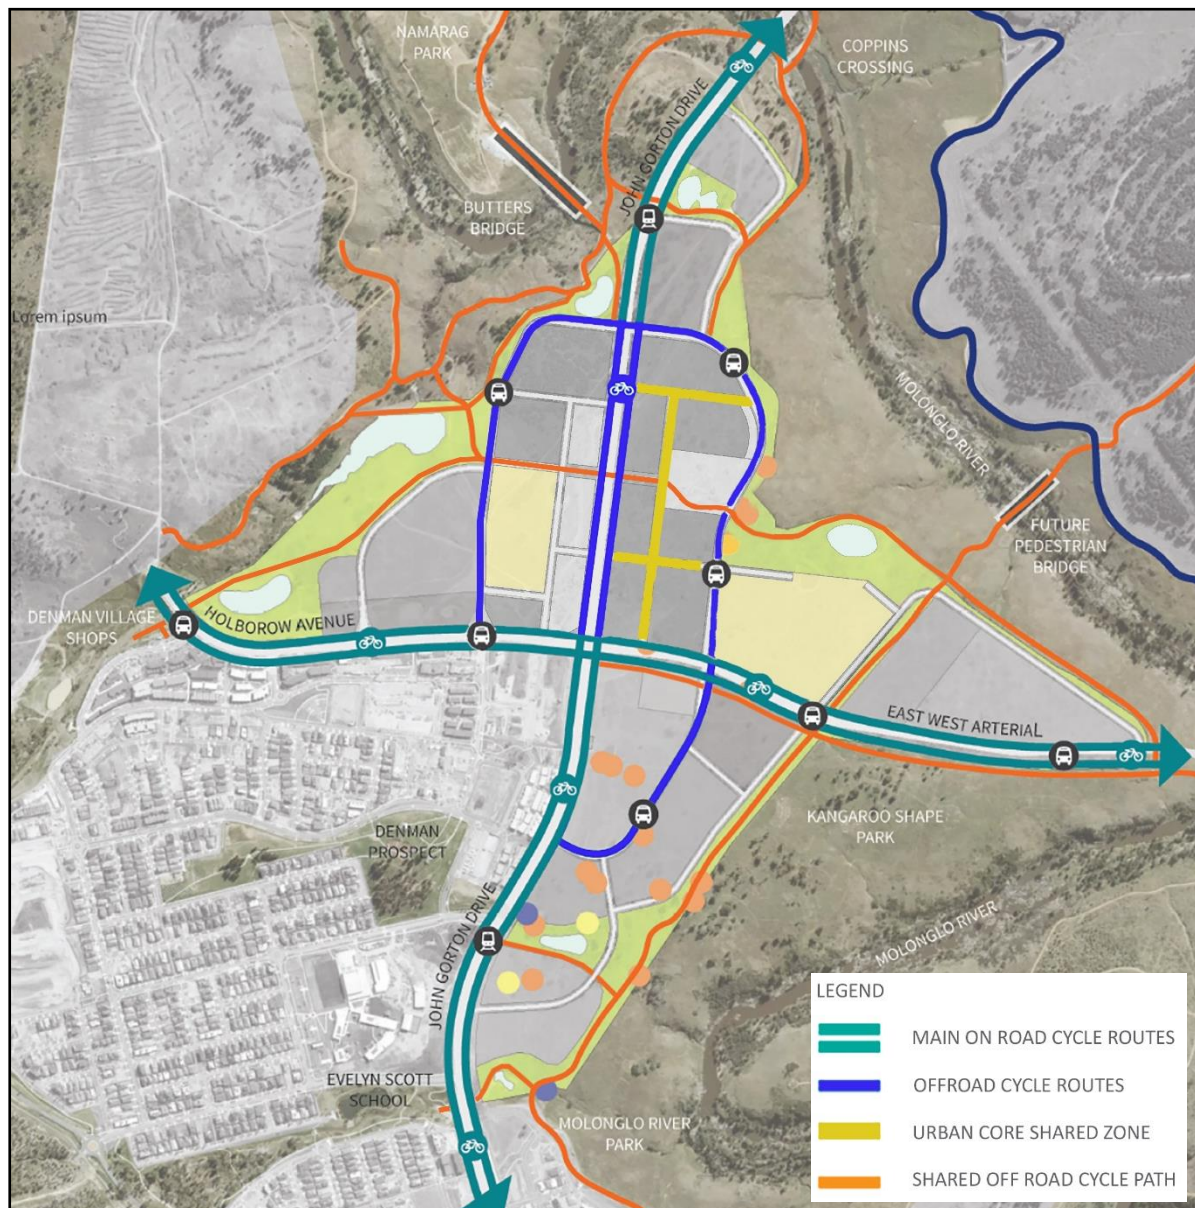 NAMARAG
PARK
COPPINS
CROSSING
JOHN GORTON DRIVE
BUTTERS
BRIDGE
Lorem ipsum
MOLONGLO RIVER
FUTURE
PEDESTRIAN
BRIDGE
DENMAN VILLAGE
SHOPS
HOLBOROW AVENUE
EAST WEST ARTERIAL
KANGAROO SHAPE
PARK
DENMAN
PROSPECT
JOHN GORTON DRIVE
MOLONGLO RIVER
EVELYN SCOTT
SCHOOL
MOLONGLO RIVER
PARK
LEGEND
MAIN ON ROAD CYCLE ROUTES
OFFROAD CYCLE ROUTES
URBAN CORE SHARED ZONE
SHARED OFF ROAD CYCLE PATH